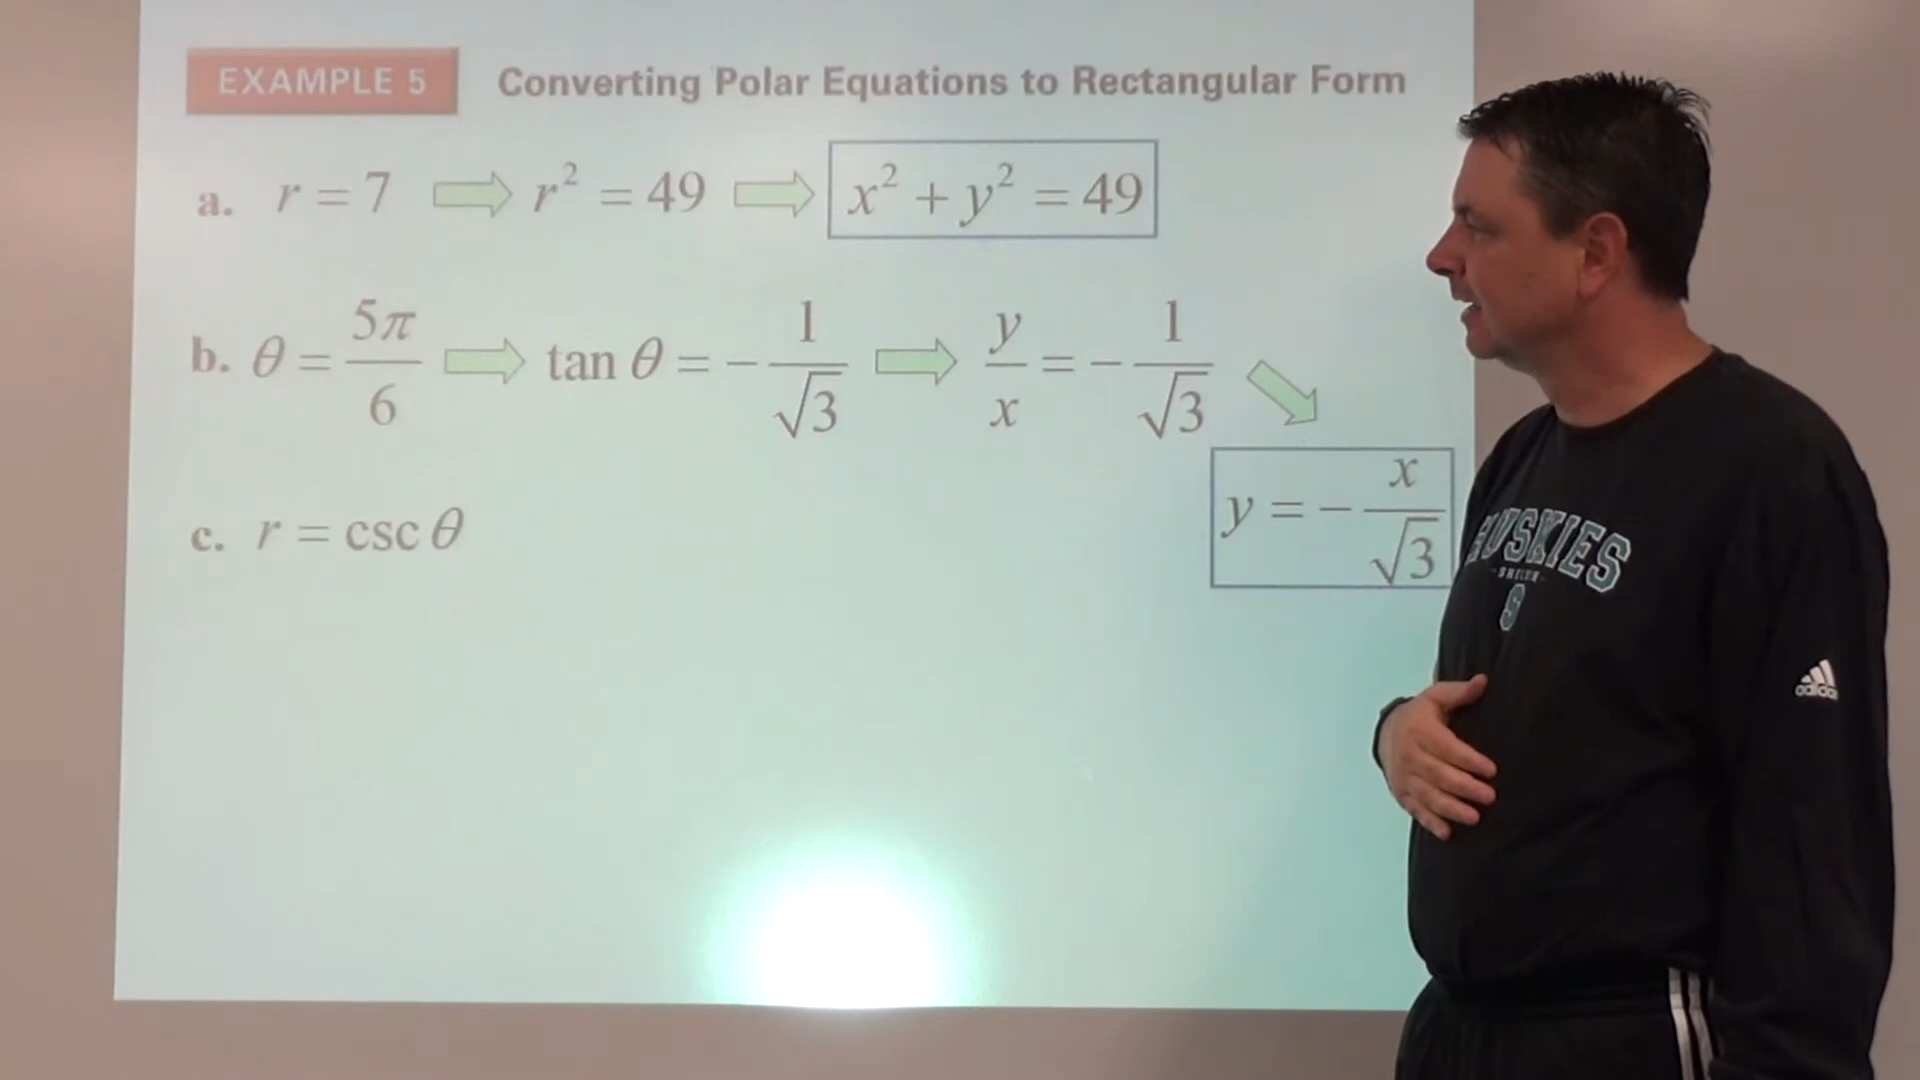 EXAMPLE 5 Converting Polar Equations to Rectangular Form
a. r = 7 ⇒ r² = 49 ⇒ x² + y² = 49
b. θ = 5π/6 ⇒ tan θ = −1/√3 ⇒ y/x = −1/√3
y = −x/√3
c. r = csc θ
HUSKIES
SHELTON
S
adidas